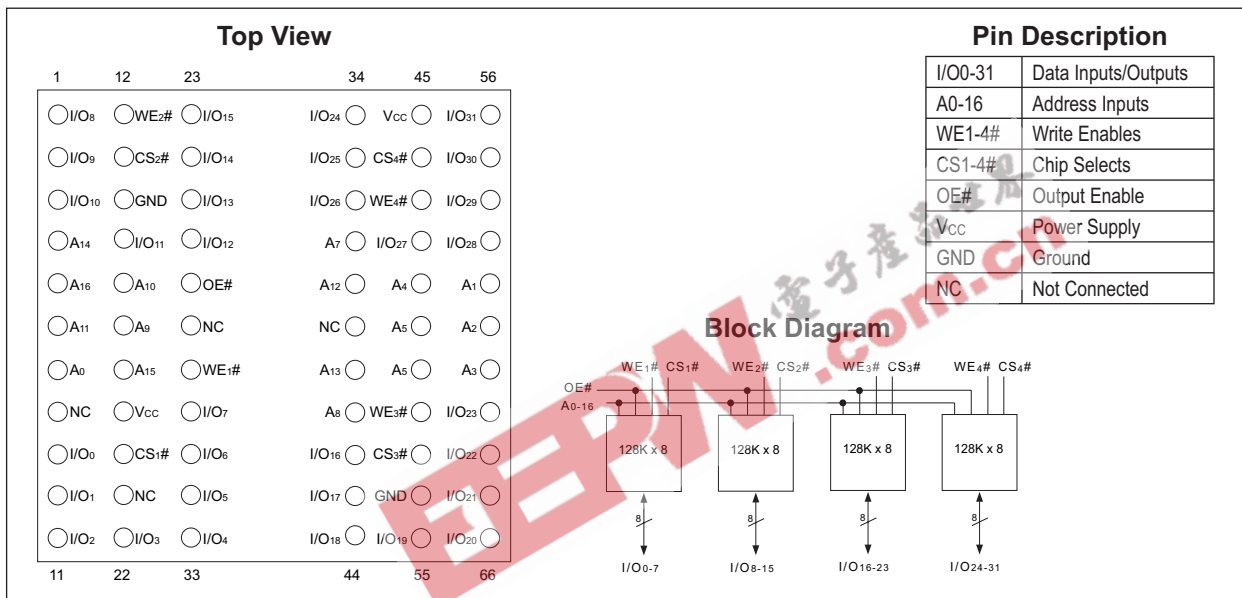 Top View
1 12 23 34 45 56
I/O8 WE2# I/O15 I/O24 VCC I/O31
I/O9 CS2# I/O14 I/O25 CS4# I/O30
I/O10 GND I/O13 I/O26 WE4# I/O29
A14 I/O11 I/O12 A7 I/O27 I/O28
A16 A10 OE# A12 A4 A1
A11 A9 NC NC A5 A2
A0 A15 WE1# A13 A5 A3
NC VCC I/O7 A8 WE3# I/O23
I/O0 CS1# I/O6 I/O16 CS3# I/O22
I/O1 NC I/O5 I/O17 GND I/O21
I/O2 I/O3 I/O4 I/O18 I/O19 I/O20
11 22 33 44 55 66
Pin Description
I/O0-31 Data Inputs/Outputs
A0-16 Address Inputs
WE1-4# Write Enables
CS1-4# Chip Selects
OE# Output Enable
VCC Power Supply
GND Ground
NC Not Connected
Block Diagram
WE1# CS1# WE2# CS2# WE3# CS3# WE4# CS4#
OE#
A0-16
128K x 8 128K x 8 128K x 8 128K x 8
8 8 8 8
I/O0-7 I/O8-15 I/O16-23 I/O24-31
EEPW.com.cn
電子產品世界